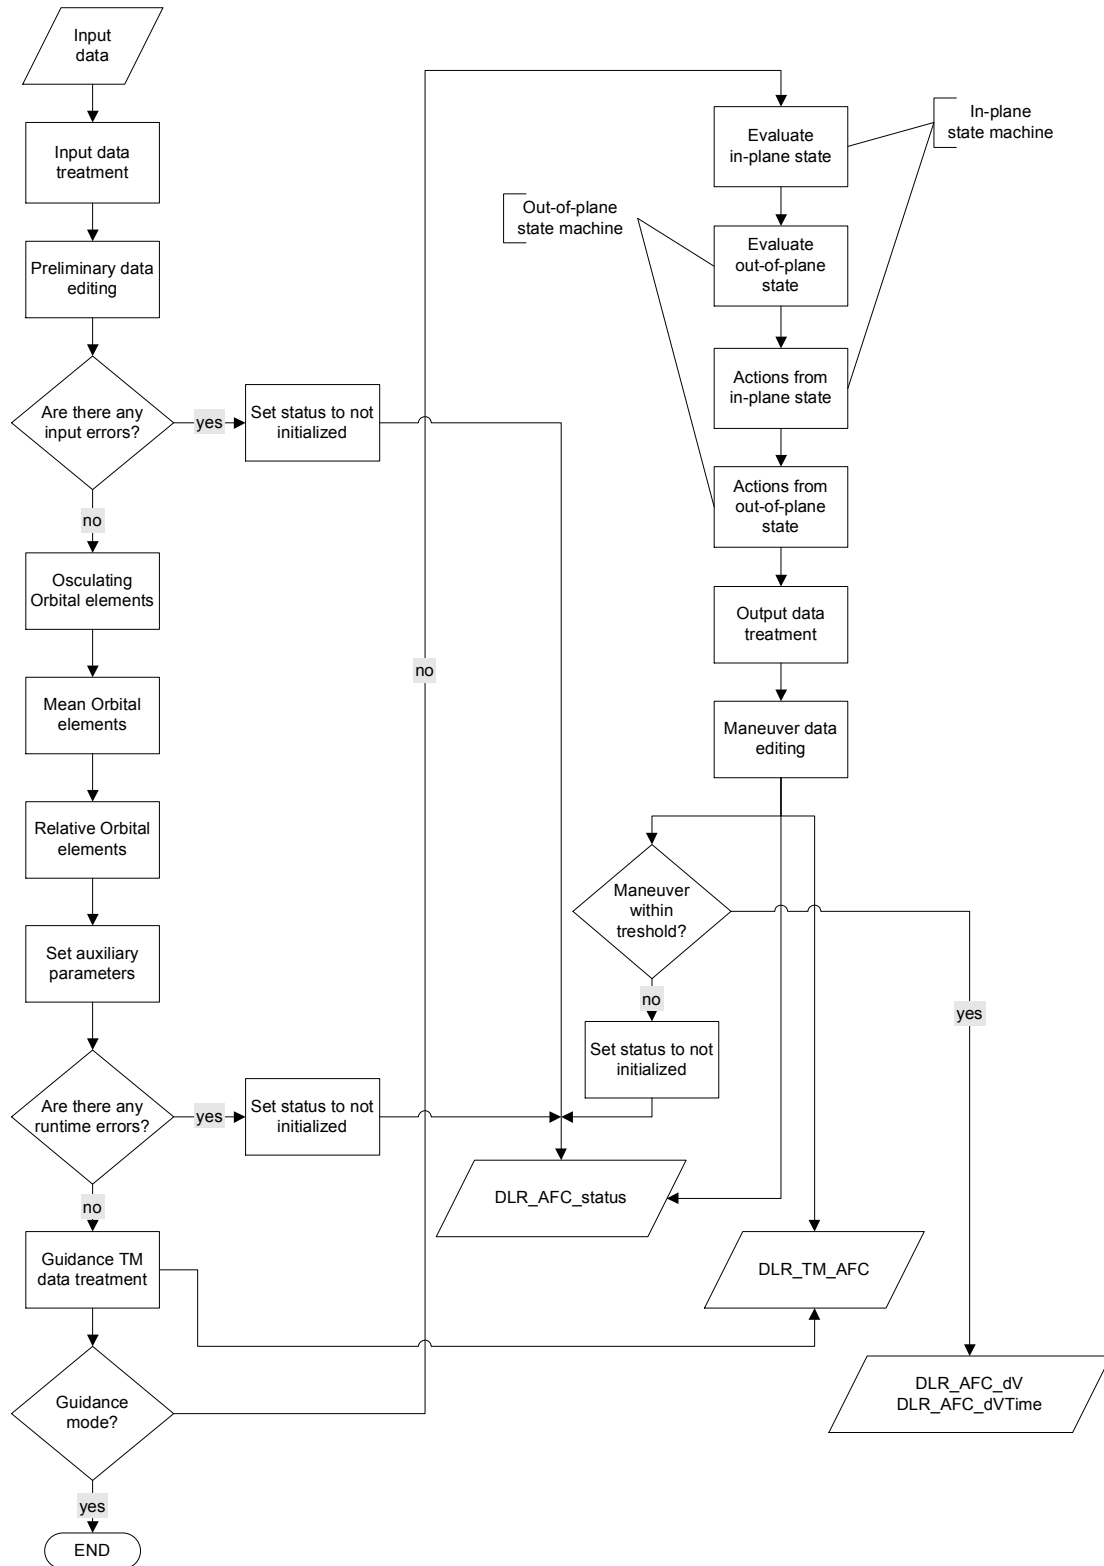 Input
data
Input data
treatment
Preliminary data
editing
Are there any
input errors?
yes
Set status to not
initialized
no
Osculating
Orbital elements
Mean Orbital
elements
Relative Orbital
elements
Set auxiliary
parameters
Are there any
runtime errors?
yes
Set status to not
initialized
no
Guidance TM
data treatment
Guidance
mode?
yes
END
no
Evaluate
in-plane state
In-plane
state machine
Out-of-plane
state machine
Evaluate
out-of-plane
state
Actions from
in-plane state
Actions from
out-of-plane
state
Output data
treatment
Maneuver data
editing
Maneuver
within
treshold?
no
Set status to not
initialized
yes
DLR_AFC_status
DLR_TM_AFC
DLR_AFC_dV
DLR_AFC_dVTime